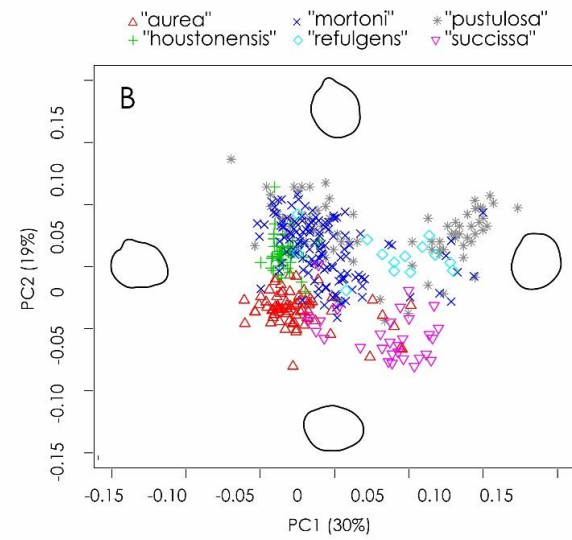 "aurea" "mortoni" "pustulosa"
"houstonensis" "refulgens" "succissa"
B
0.15
0.10
0.05
0
-0.05
-0.10
-0.15
PC2 (19%)
-0.15 -0.10 -0.05 0 0.05 0.10 0.15
PC1 (30%)